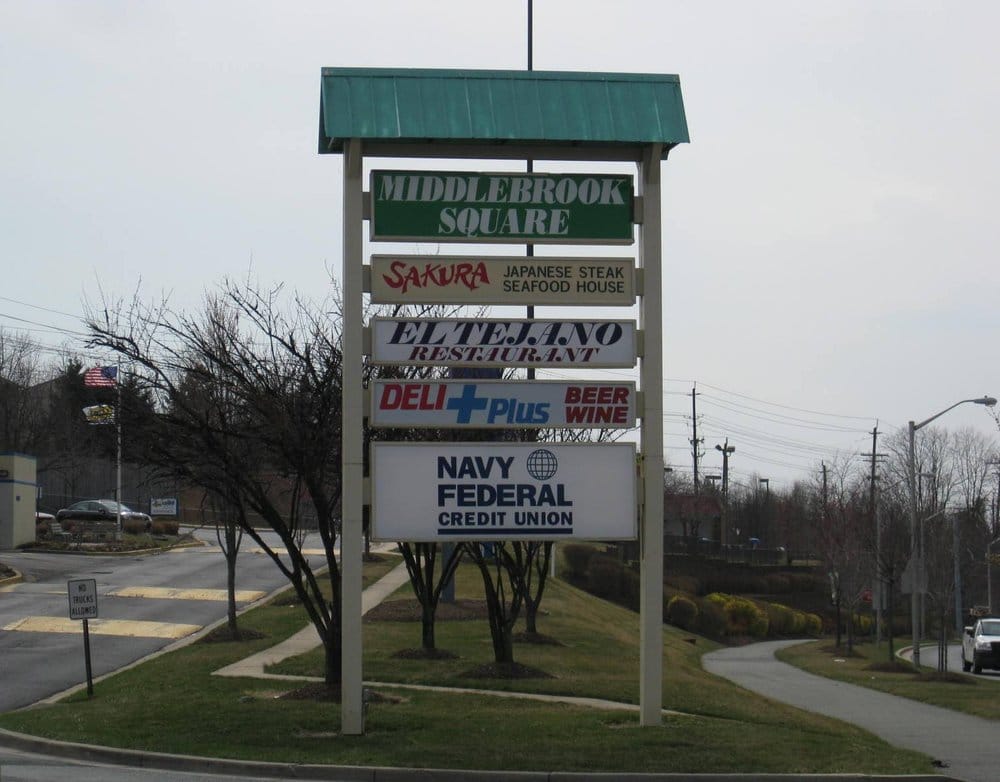 MIDDLEBROOK
SQUARE
SAKURA JAPANESE STEAK
SEAFOOD HOUSE
EL TEJANO
RESTAURANT
DELI Plus BEER
WINE
NAVY
FEDERAL
CREDIT UNION
NO
TRUCKS
ALLOWED